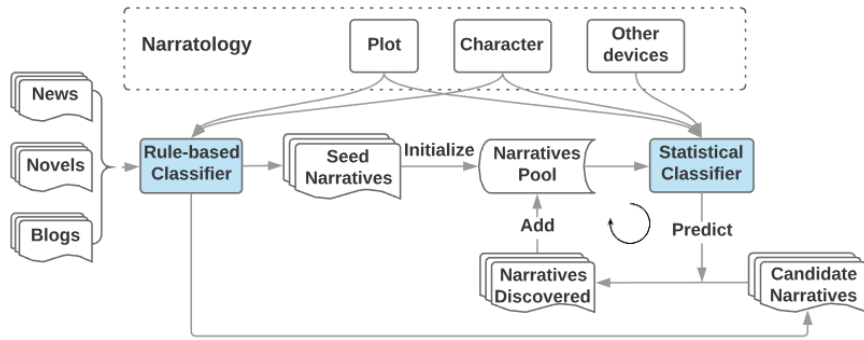 Narratology
Plot
Character
Other
devices
News
Novels
Blogs
Rule-based
Classifier
Seed
Narratives
Initialize
Narratives
Pool
Statistical
Classifier
Add
Predict
Narratives
Discovered
Candidate
Narratives